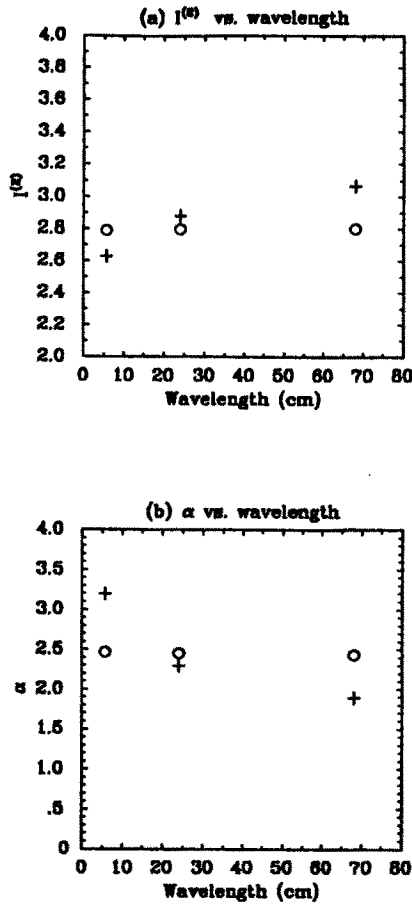 (a) I⁽²⁾ vs. wavelength
4.0
3.8
3.6
3.4
3.2
3.0
2.8
2.6
2.4
2.2
2.0
I⁽²⁾
0 10 20 30 40 50 60 70 80
Wavelength (cm)
(b) α vs. wavelength
4.0
3.5
3.0
2.5
2.0
1.5
1.0
.5
0
α
0 10 20 30 40 50 60 70 80
Wavelength (cm)